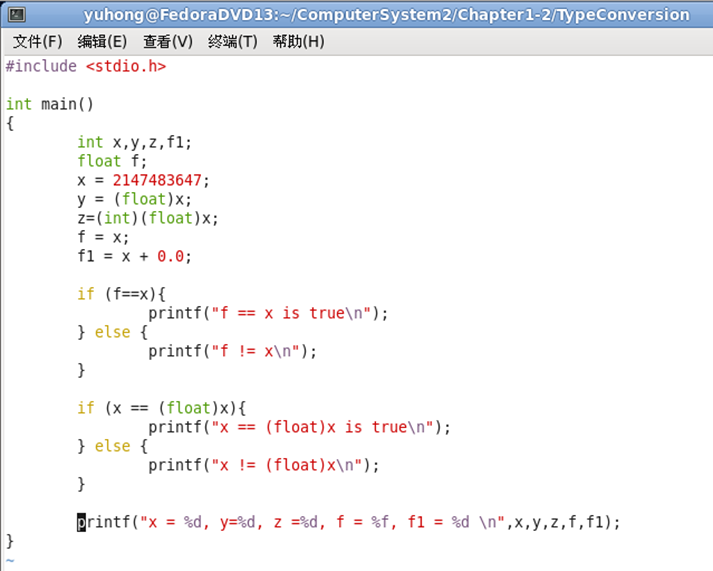 yuhong@FedoraDVD13:~/ComputerSystem2/Chapter1-2/TypeConversion
文件(F) 编辑(E) 查看(V) 终端(T) 帮助(H)
#include <stdio.h>
int main()
{
int x,y,z,f1;
float f;
x = 2147483647;
y = (float)x;
z=(int)(float)x;
f = x;
f1 = x + 0.0;
if (f==x){
printf("f == x is true\n");
} else {
printf("f != x\n");
}
if (x == (float)x){
printf("x == (float)x is true\n");
} else {
printf("x != (float)x\n");
}
printf("x = %d, y=%d, z =%d, f = %f, f1 = %d \n",x,y,z,f,f1);
}
~